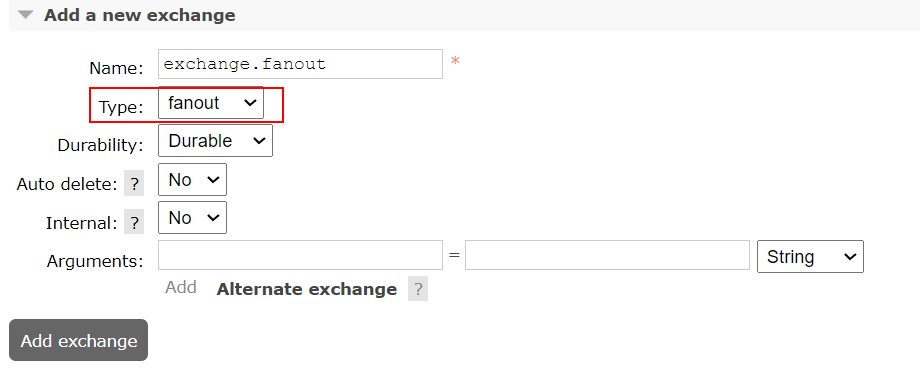 Add a new exchange
Name: exchange.fanout *
Type: fanout
Durability: Durable
Auto delete: ? No
Internal: ? No
Arguments: = String
Add Alternate exchange ?
Add exchange